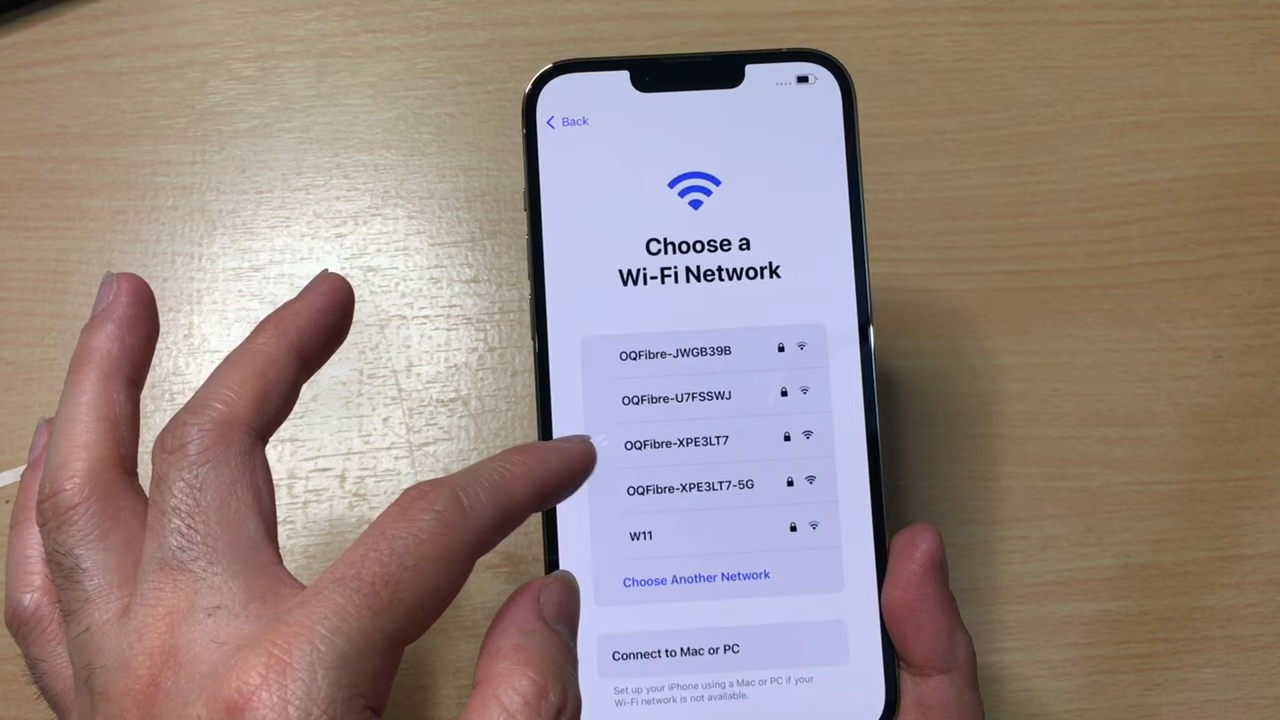 Back
Choose a
Wi-Fi Network
OQFibre-JWGB39B
OQFibre-U7FSSWJ
OQFibre-XPE3LT7
OQFibre-XPE3LT7-5G
W11
Choose Another Network
Connect to Mac or PC
Set up your iPhone using a Mac or PC if your
Wi-Fi network is not available.